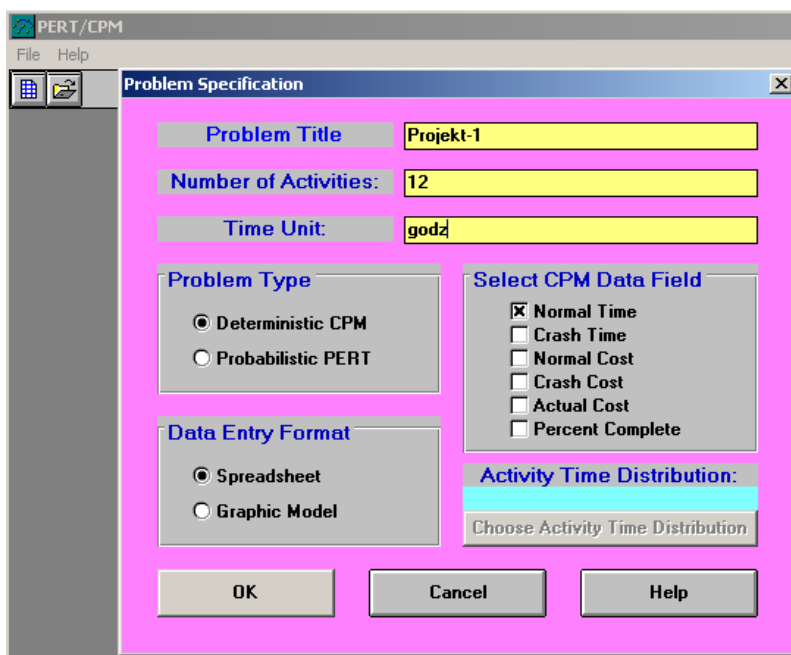 PERT/CPM
File Help
Problem Specification
Problem Title Projekt-1
Number of Activities: 12
Time Unit: godz
Problem Type
Deterministic CPM
Probabilistic PERT
Select CPM Data Field
Normal Time
Crash Time
Normal Cost
Crash Cost
Actual Cost
Percent Complete
Data Entry Format
Spreadsheet
Graphic Model
Activity Time Distribution:
Choose Activity Time Distribution
OK Cancel Help